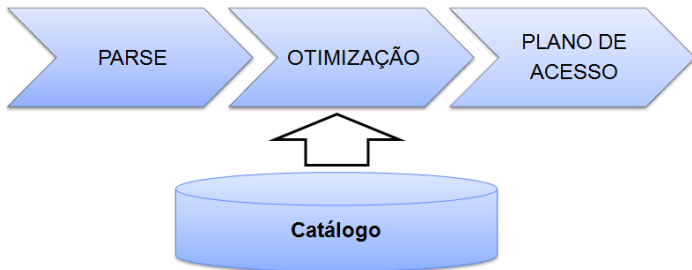 PARSE
OTIMIZAÇÃO
PLANO DE
ACESSO
Catálogo